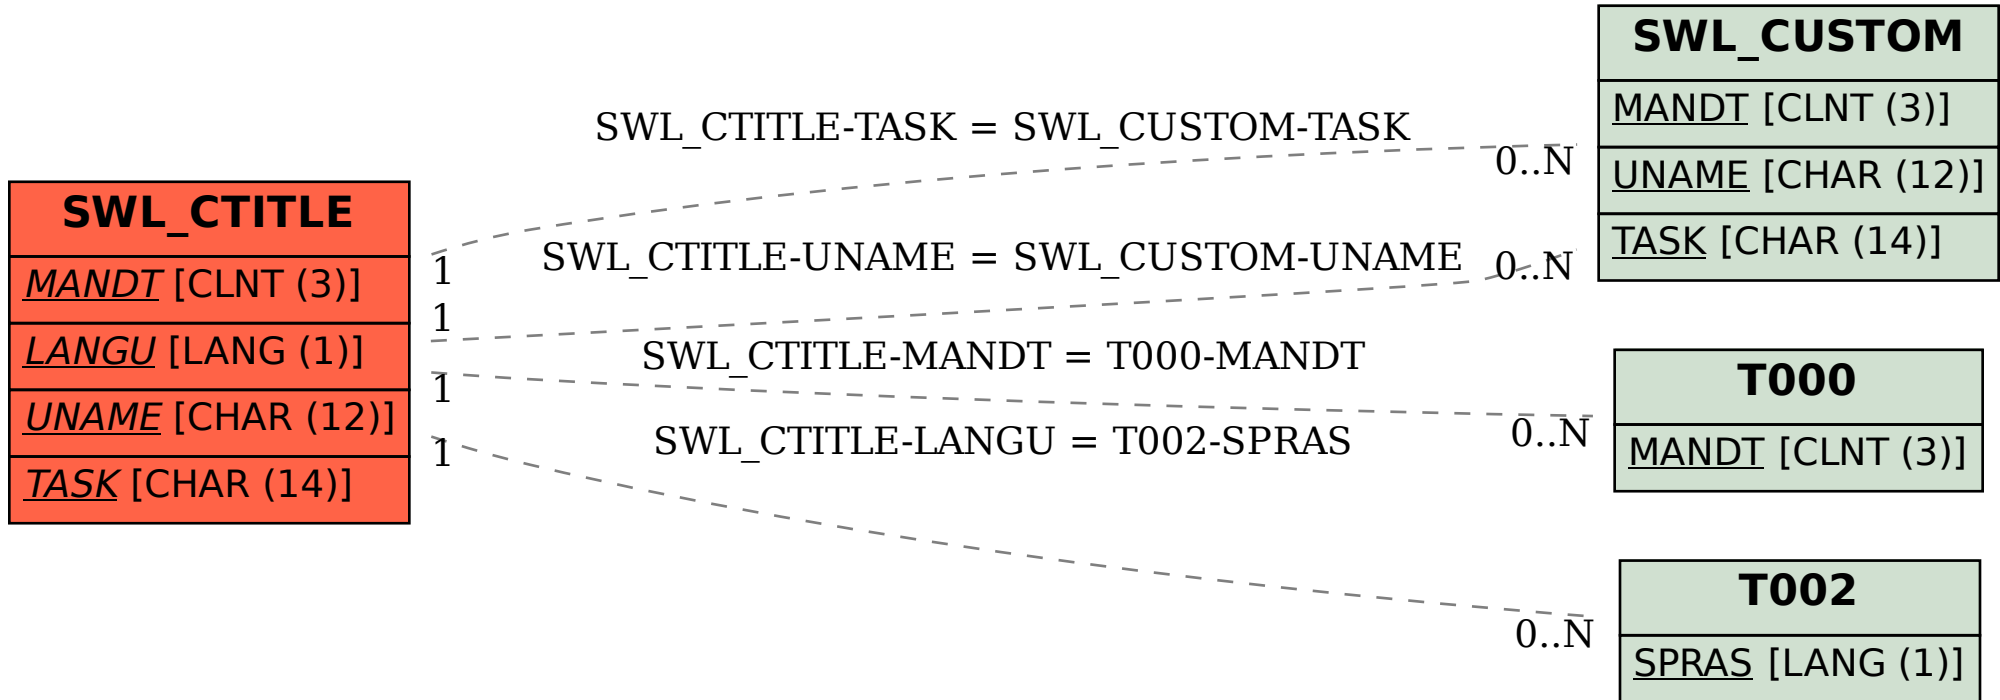 SWL_CTITLE
MANDT [CLNT (3)]
LANGU [LANG (1)]
UNAME [CHAR (12)]
TASK [CHAR (14)]
SWL_CTITLE-TASK = SWL_CUSTOM-TASK
1
0..N
SWL_CTITLE-UNAME = SWL_CUSTOM-UNAME
1
0..N
SWL_CTITLE-MANDT = T000-MANDT
1
0..N
SWL_CTITLE-LANGU = T002-SPRAS
1
0..N
SWL_CUSTOM
MANDT [CLNT (3)]
UNAME [CHAR (12)]
TASK [CHAR (14)]
T000
MANDT [CLNT (3)]
T002
SPRAS [LANG (1)]